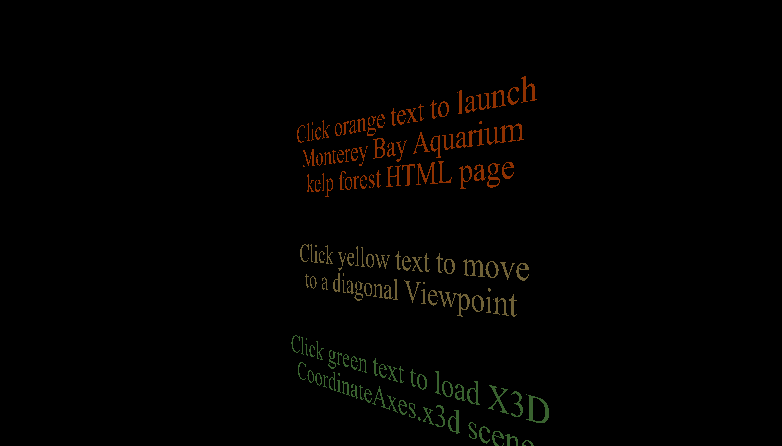 Click orange text to launch
Monterey Bay Aquarium
kelp forest HTML page
Click yellow text to move
to a diagonal Viewpoint
Click green text to load X3D
CoordinateAxes.x3d scene